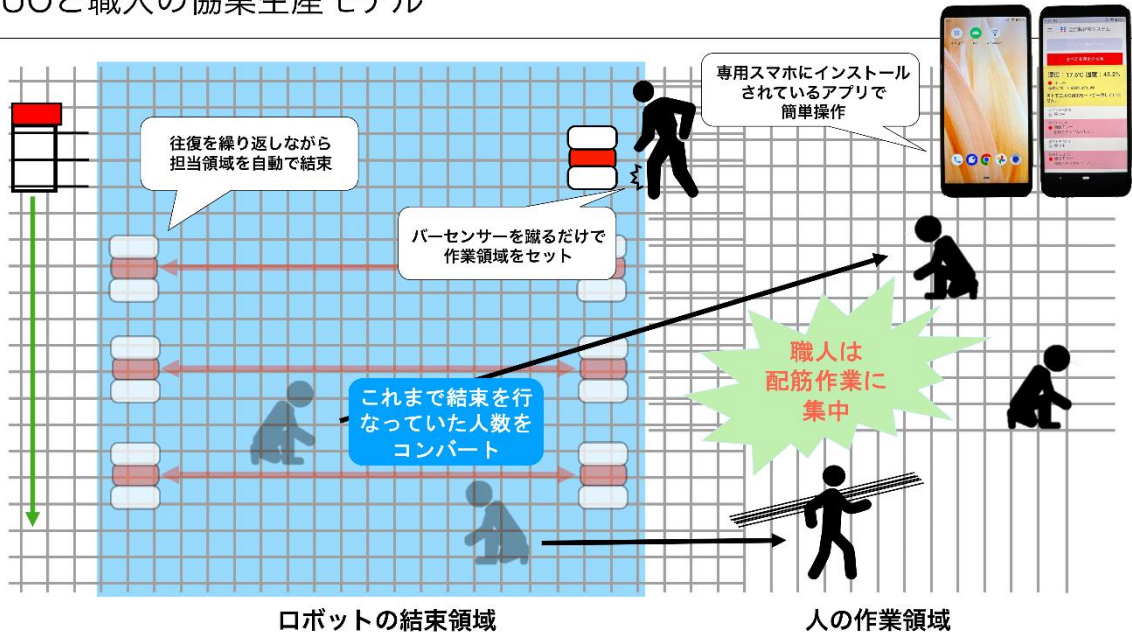 と職人の協業生産モデル
専用スマホにインストール
されているアプリで
簡単操作
往復を繰り返しながら
担当領域を自動で結束
バーセンサーを蹴るだけで
作業領域をセット
職人は
配筋作業に
集中
これまで結束を行
なっていた人数を
コンバート
ロボットの結束領域
人の作業領域